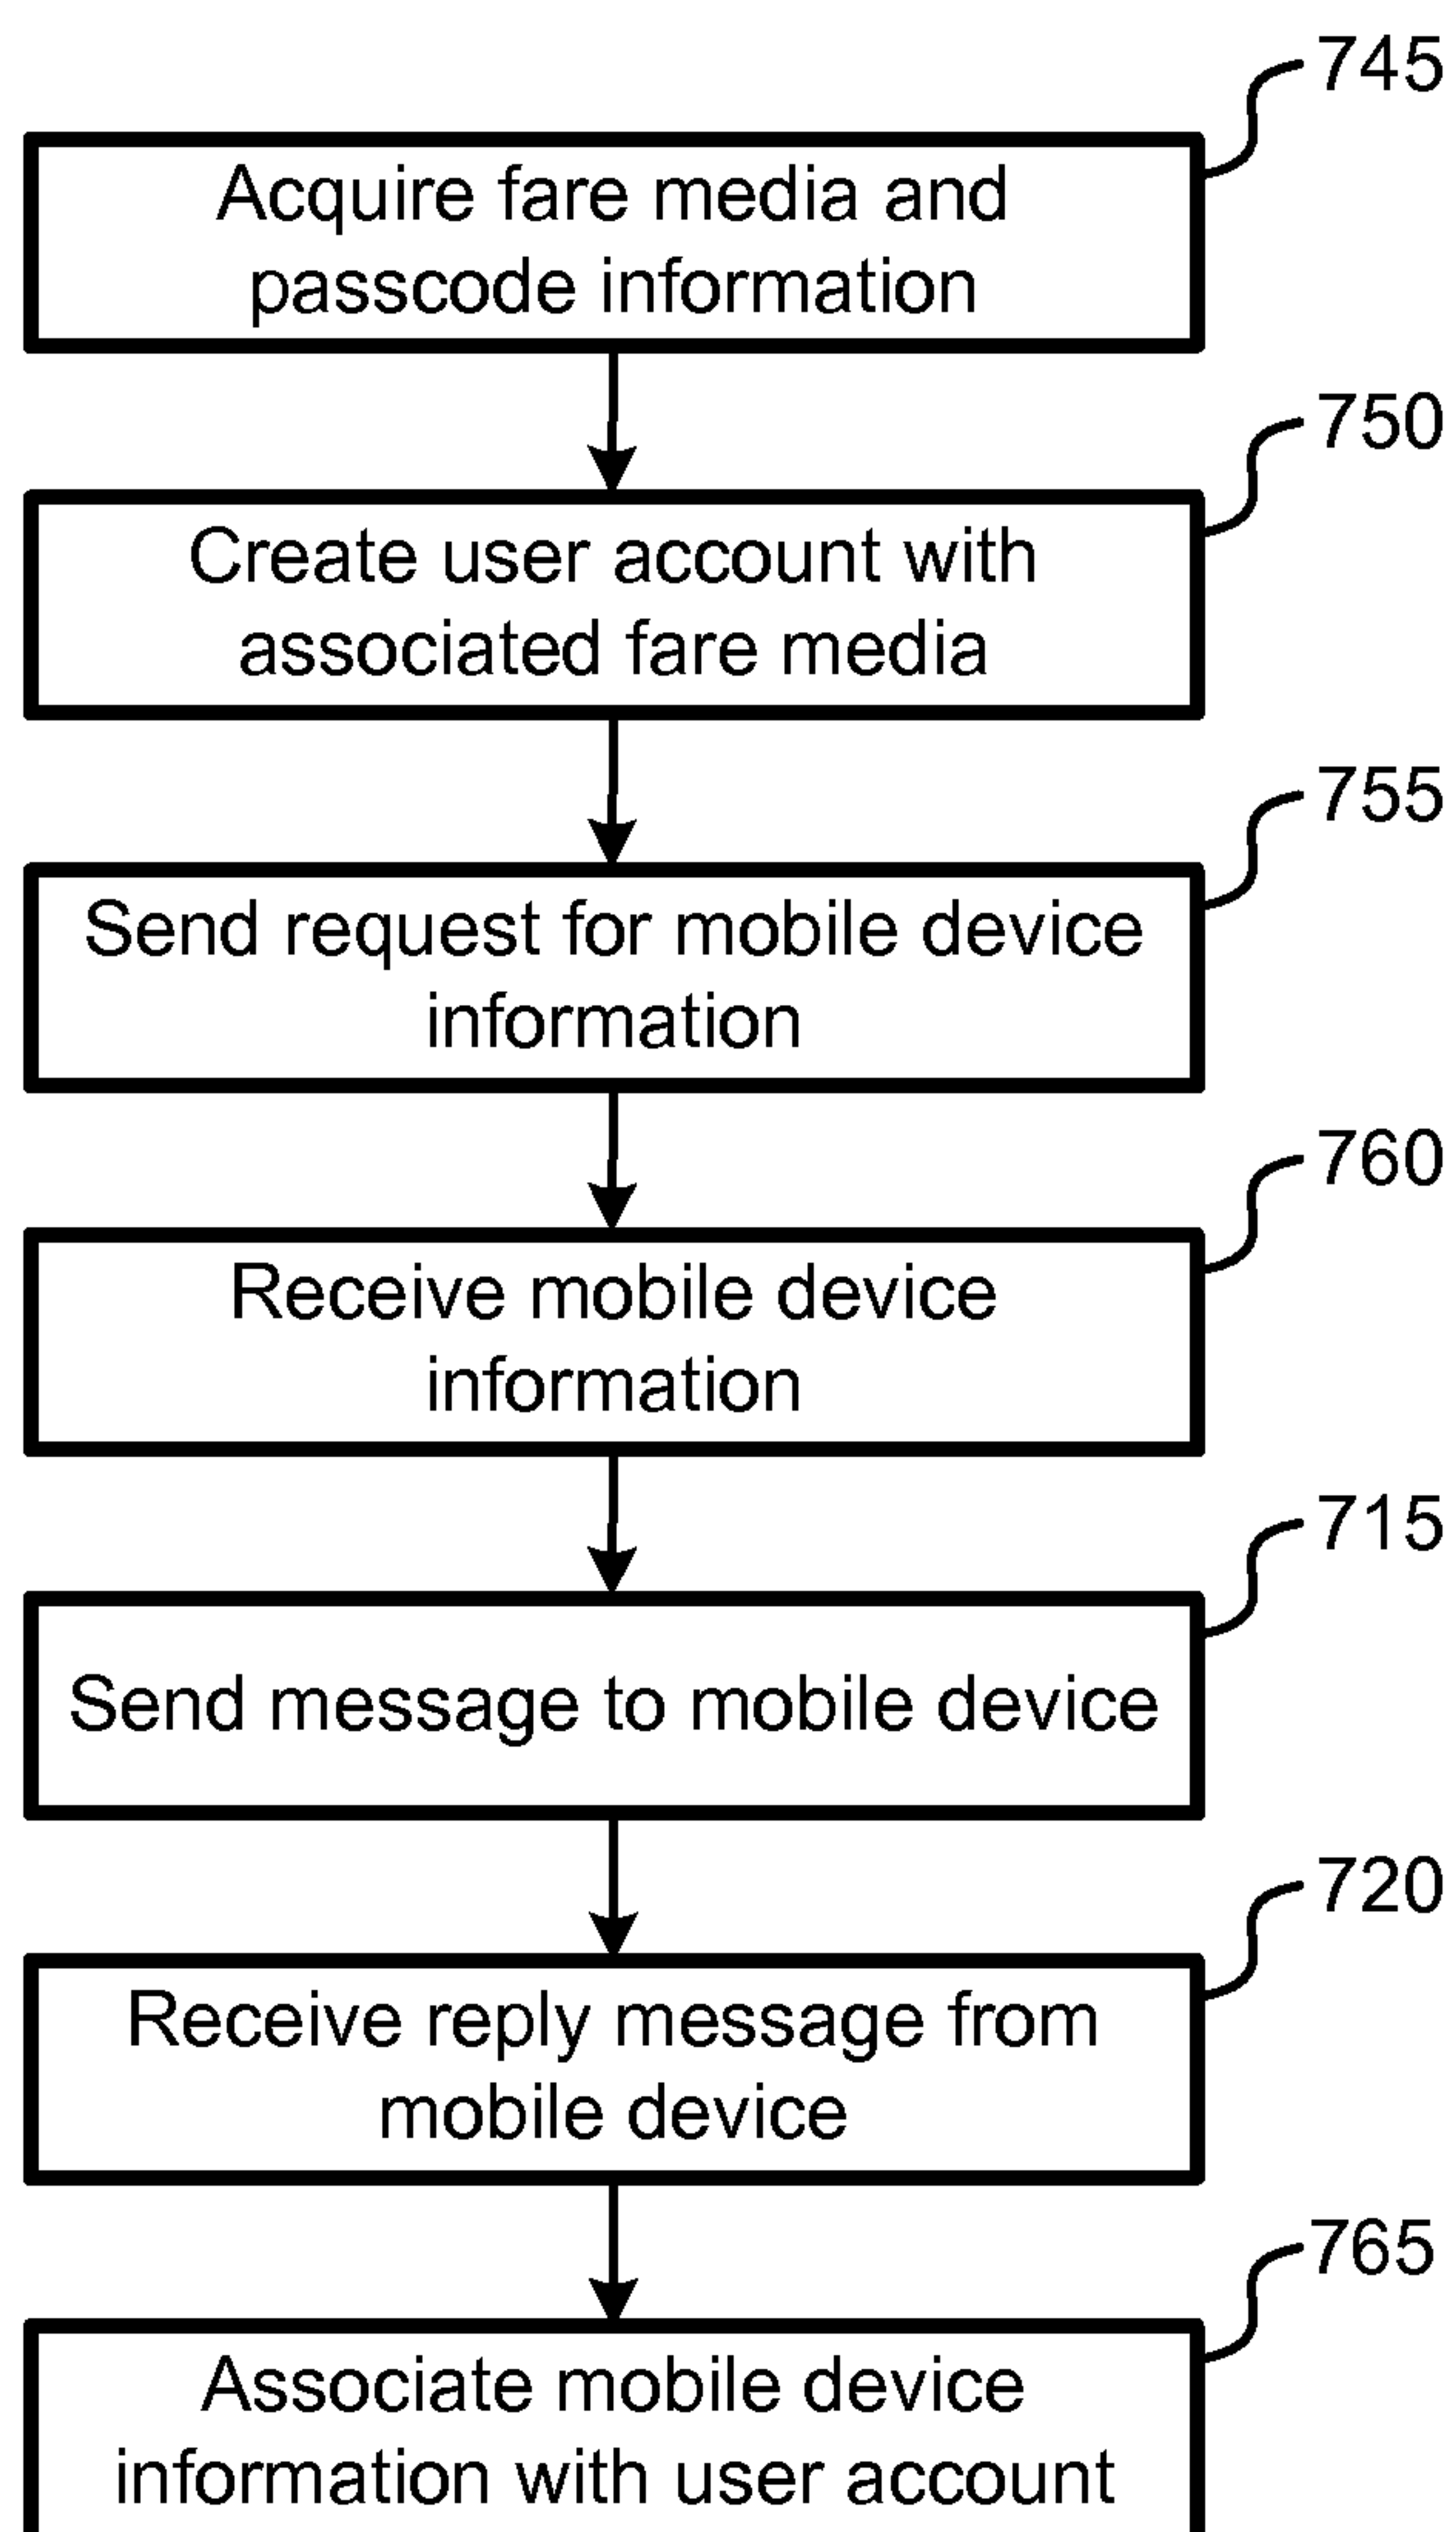 745
Acquire fare media and
passcode information
750
Create user account with
associated fare media
755
Send request for mobile device
information
760
Receive mobile device
information
715
Send message to mobile device
720
Receive reply message from
mobile device
765
Associate mobile device
information with user account